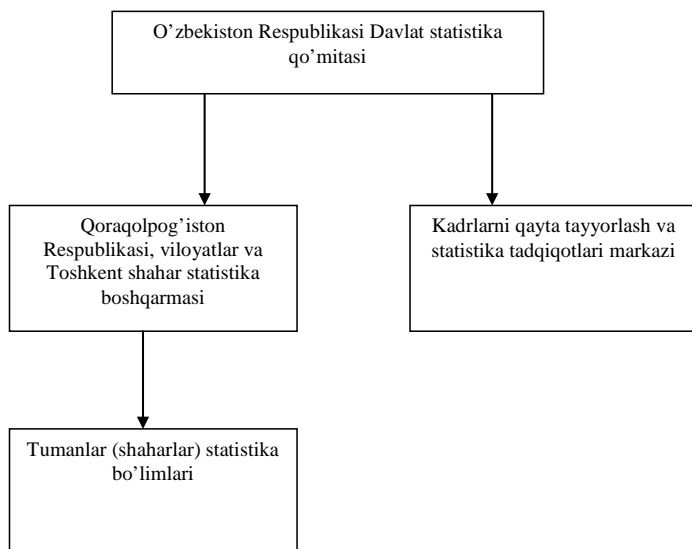 O’zbekiston Respublikasi Davlat statistika
qo’mitasi
Qoraqolpog’iston
Respublikasi, viloyatlar va
Toshkent shahar statistika
boshqarmasi
Kadrlarni qayta tayyorlash va
statistika tadqiqotlari markazi
Tumanlar (shaharlar) statistika
bo’limlari